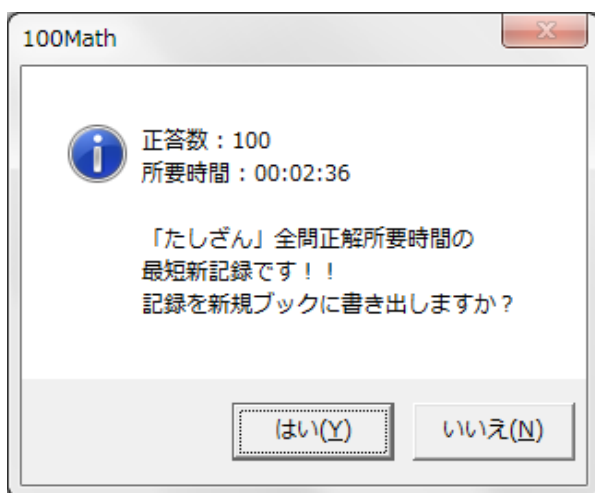 100Math
正答数：100
所要時間：00:02:36
「たしざん」全問正解所要時間の
最短新記録です！！
記録を新規ブックに書き出しますか？
はい(Y)
いいえ(N)